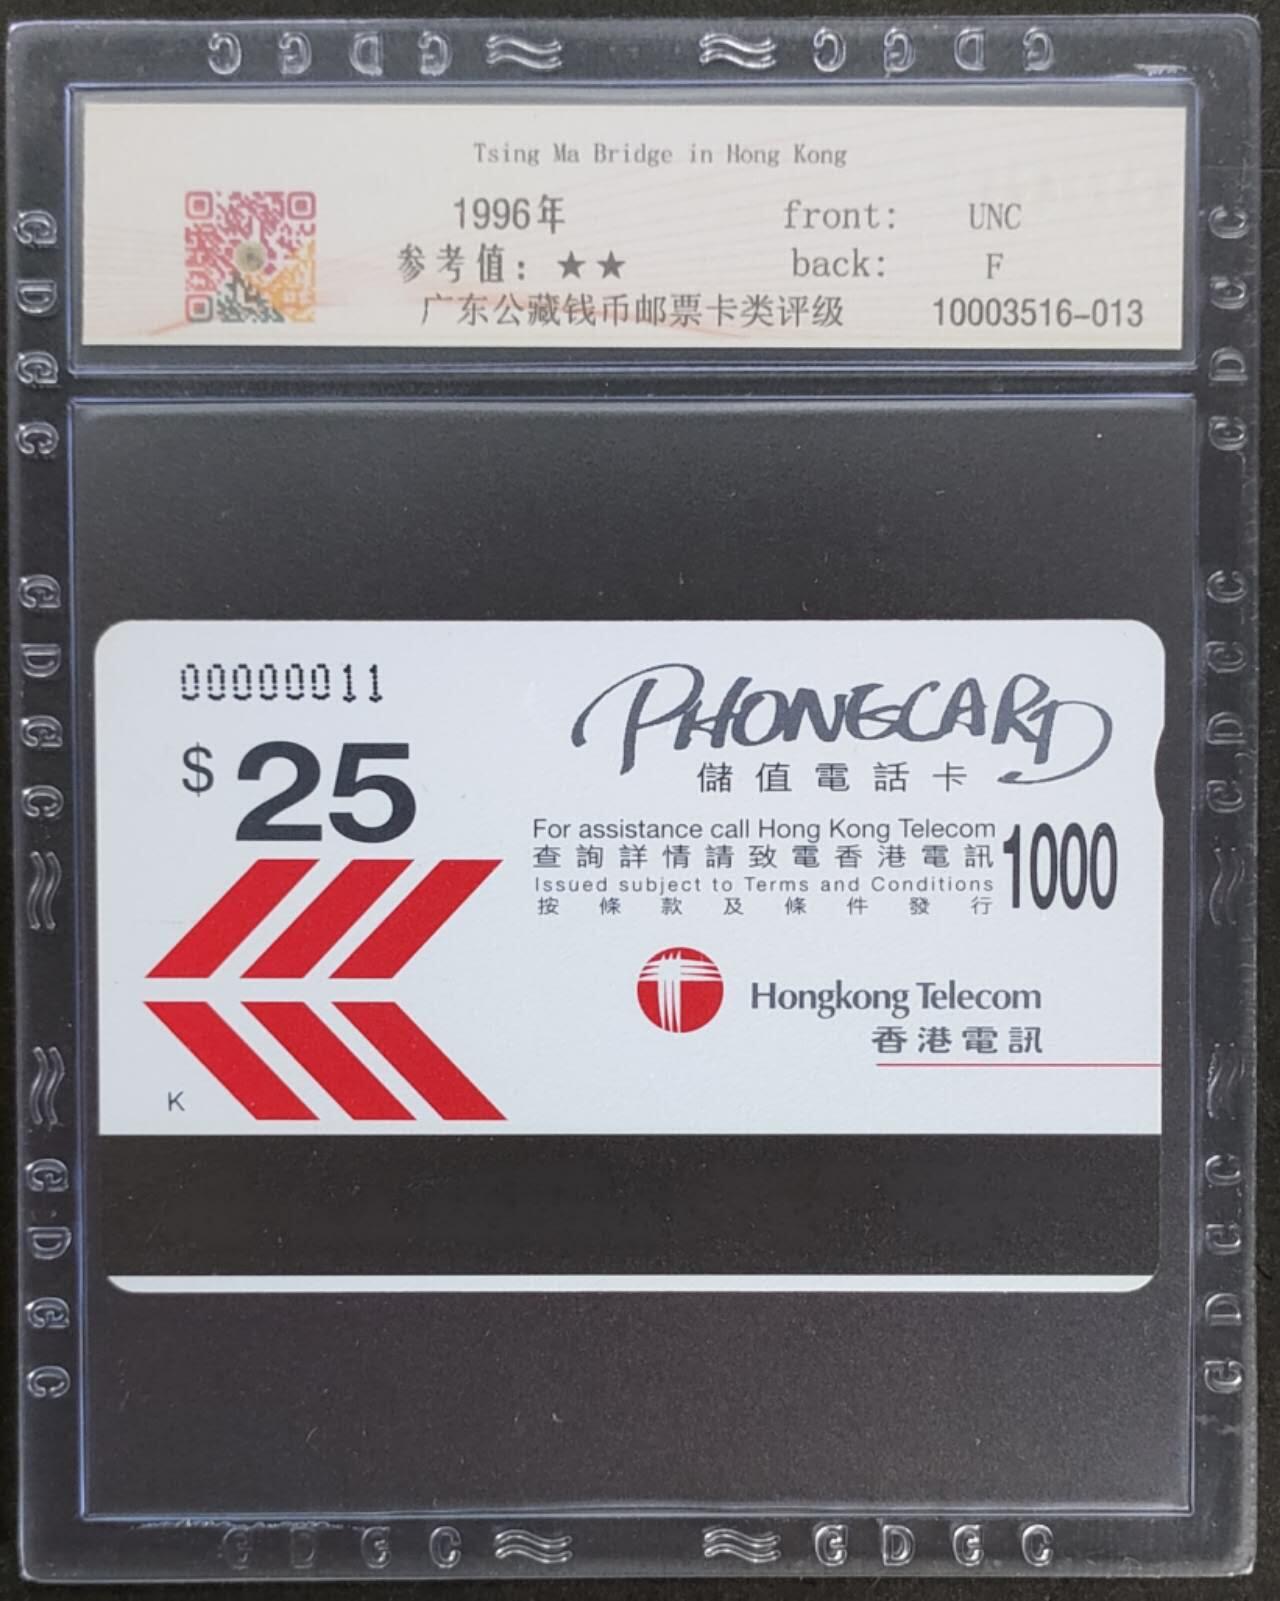 GDGC GDGC
Tsing Ma Bridge in Hong Kong
1996年 front: UNC
参考值：★★ back: F
广东公藏钱币邮票卡类评级 10003516-013
00000011
$25
PHONECARD
儲值電話卡
For assistance call Hong Kong Telecom
查詢詳情請致電香港電訊 1000
Issued subject to Terms and Conditions
按條款及條件發行
Hongkong Telecom
香港電訊
K
GDGC GDGC